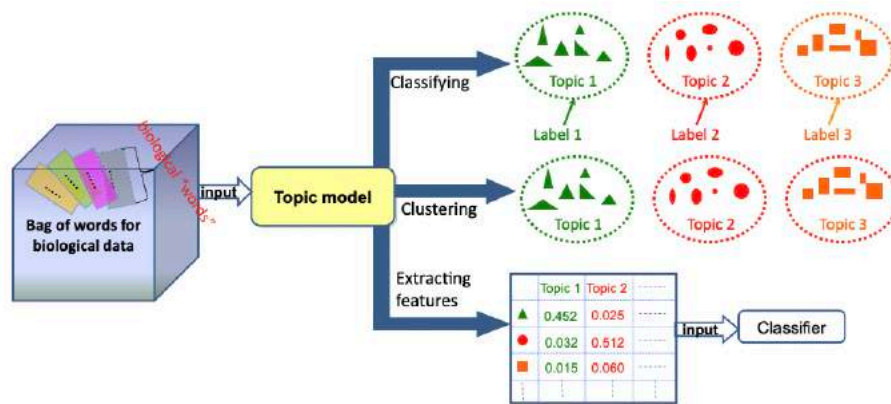 Bag of words for
biological data
biological "words"
input
Topic model
Classifying
Topic 1
Topic 2
Topic 3
Label 1
Label 2
Label 3
Clustering
Topic 1
Topic 2
Topic 3
Extracting
features
Topic 1 Topic 2
0.452 0.025
0.032 0.512
0.015 0.060
input
Classifier